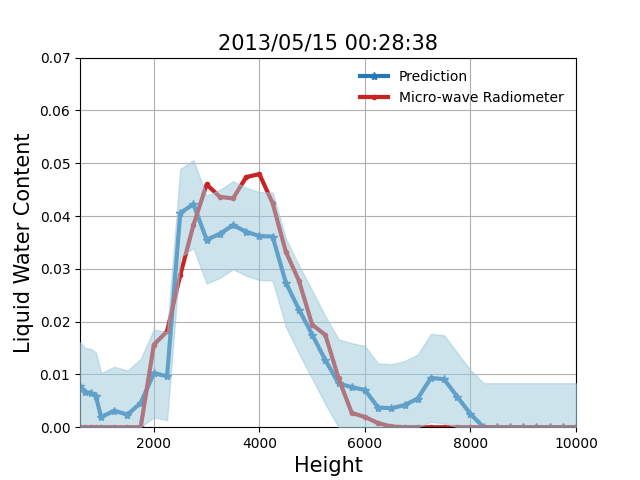 2013/05/15 00:28:38
0.07
0.06
0.05
0.04
0.03
0.02
0.01
0.00
Liquid Water Content
Prediction
Micro-wave Radiometer
2000 4000 6000 8000 10000
Height